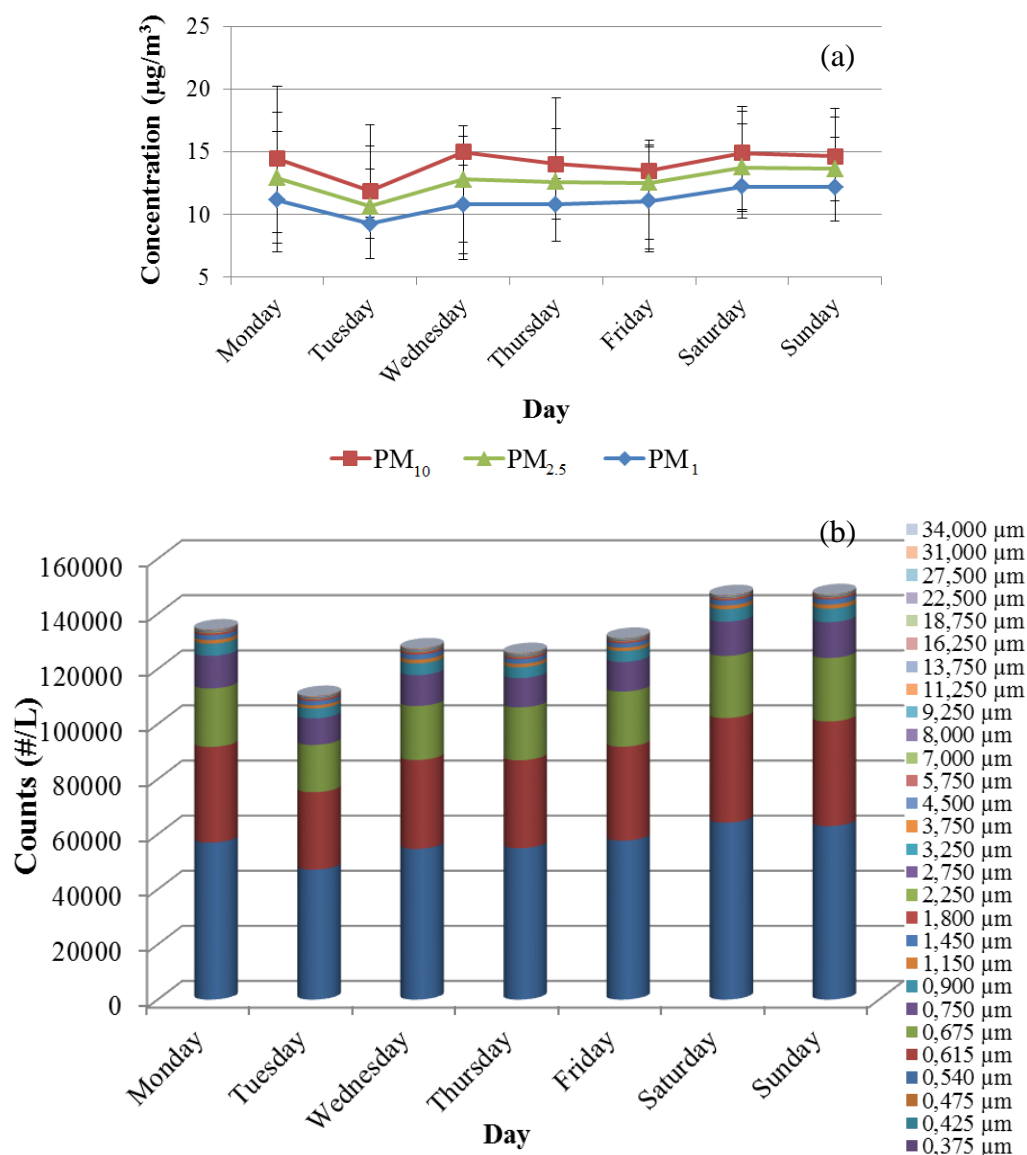 (a)
Concentration (µg/m³)
25
20
15
10
5
Monday
Tuesday
Wednesday
Thursday
Friday
Saturday
Sunday
Day
PM10 PM2.5 PM1
(b)
Counts (#/L)
160000
140000
120000
100000
80000
60000
40000
20000
0
Monday
Tuesday
Wednesday
Thursday
Friday
Saturday
Sunday
Day
34,000 µm
31,000 µm
27,500 µm
22,500 µm
18,750 µm
16,250 µm
13,750 µm
11,250 µm
9,250 µm
8,000 µm
7,000 µm
5,750 µm
4,500 µm
3,750 µm
3,250 µm
2,750 µm
2,250 µm
1,800 µm
1,450 µm
1,150 µm
0,900 µm
0,750 µm
0,675 µm
0,615 µm
0,540 µm
0,475 µm
0,425 µm
0,375 µm